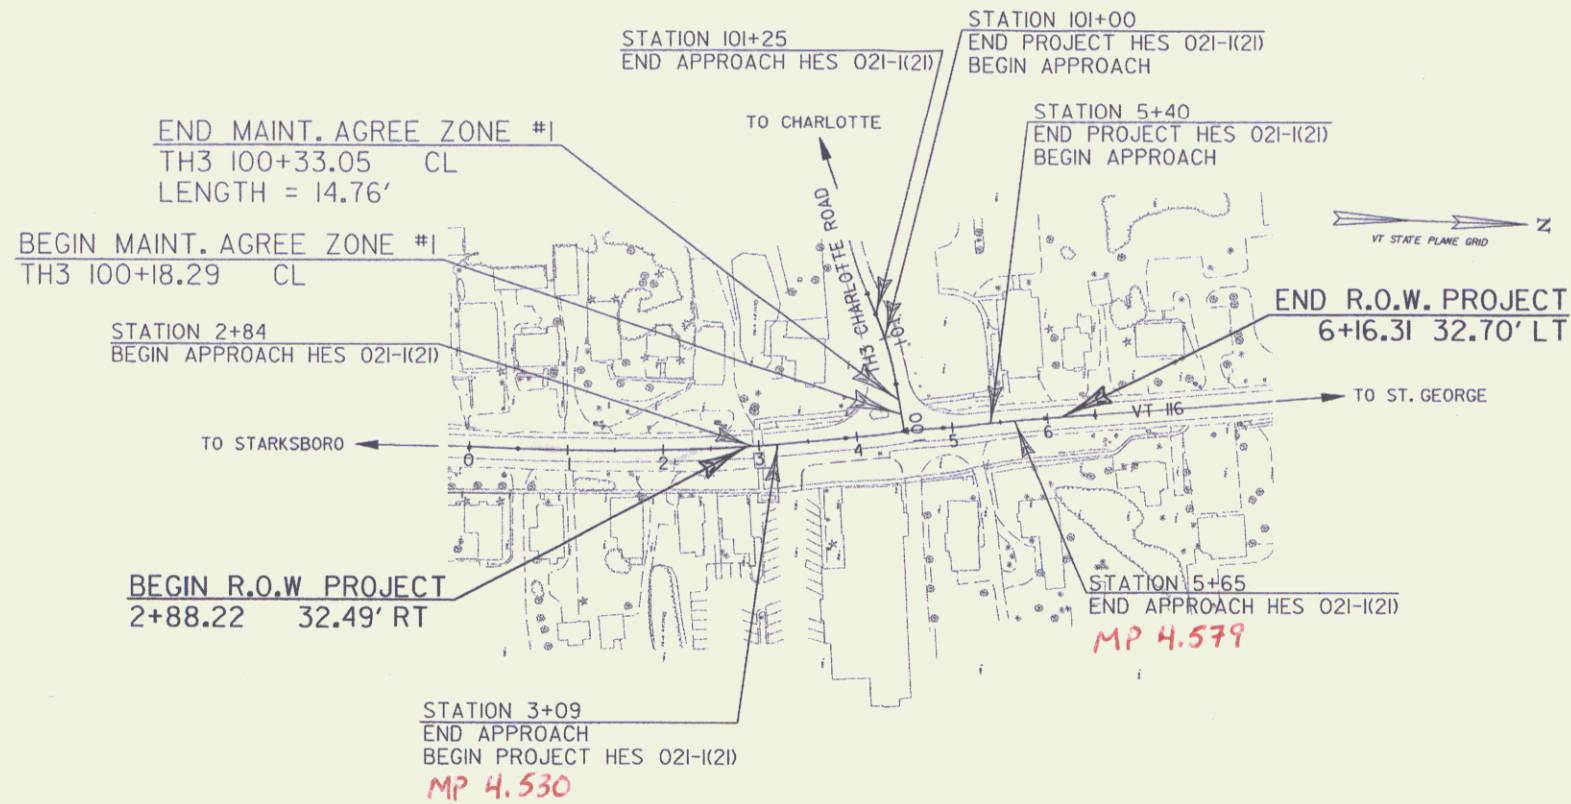 STATION 101+00
END PROJECT HES 021-1(21)
BEGIN APPROACH
STATION 101+25
END APPROACH HES 021-1(21)
STATION 5+40
END PROJECT HES 021-1(21)
BEGIN APPROACH
TO CHARLOTTE
END MAINT. AGREE ZONE #1
TH3 100+33.05 CL
LENGTH = 14.76'
BEGIN MAINT. AGREE ZONE #1
TH3 100+18.29 CL
TH3 CHARLOTTE ROAD
N
VT STATE PLANE GRID
END R.O.W. PROJECT
6+16.31 32.70' LT
STATION 2+84
BEGIN APPROACH HES 021-1(21)
TO ST. GEORGE
VT 116
TO STARKSBORO
0 1 2 3 4 100 5 6
101
BEGIN R.O.W PROJECT
2+88.22 32.49' RT
STATION 5+65
END APPROACH HES 021-1(21)
MP 4.579
STATION 3+09
END APPROACH
BEGIN PROJECT HES 021-1(21)
MP 4.530